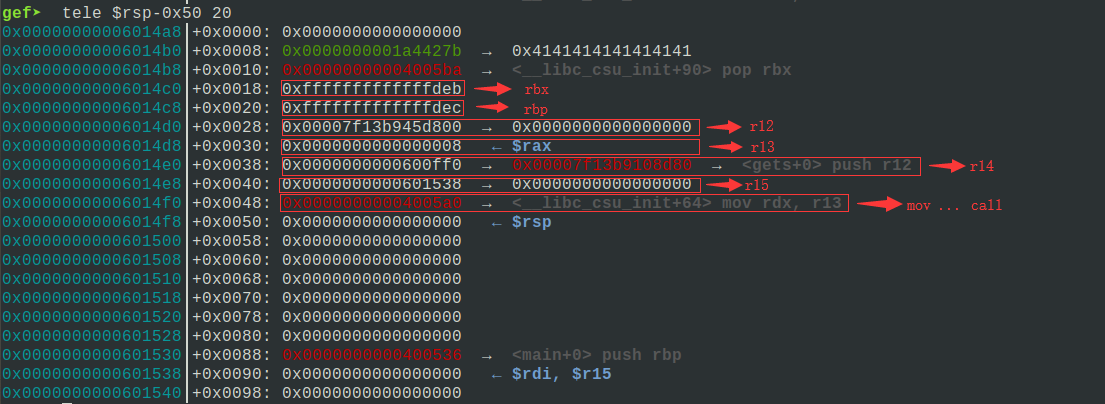 gef➤ tele $rsp-0x50 20
0x00000000006014a8│+0x0000: 0x0000000000000000
0x00000000006014b0│+0x0008: 0x0000000001a4427b → 0x4141414141414141
0x00000000006014b8│+0x0010: 0x00000000004005ba → <__libc_csu_init+90> pop rbx
0x00000000006014c0│+0x0018: 0xfffffffffffffdeb rbx
0x00000000006014c8│+0x0020: 0xfffffffffffffdec rbp
0x00000000006014d0│+0x0028: 0x00007f13b945d800 → 0x0000000000000000 r12
0x00000000006014d8│+0x0030: 0x0000000000000008 ← $rax r13
0x00000000006014e0│+0x0038: 0x0000000000600ff0 → 0x00007f13b9108d80 → <gets+0> push r12 r14
0x00000000006014e8│+0x0040: 0x0000000000601538 → 0x0000000000000000 r15
0x00000000006014f0│+0x0048: 0x00000000004005a0 → <__libc_csu_init+64> mov rdx, r13 mov ... call
0x00000000006014f8│+0x0050: 0x0000000000000000 ← $rsp
0x0000000000601500│+0x0058: 0x0000000000000000
0x0000000000601508│+0x0060: 0x0000000000000000
0x0000000000601510│+0x0068: 0x0000000000000000
0x0000000000601518│+0x0070: 0x0000000000000000
0x0000000000601520│+0x0078: 0x0000000000000000
0x0000000000601528│+0x0080: 0x0000000000000000
0x0000000000601530│+0x0088: 0x0000000000400536 → <main+0> push rbp
0x0000000000601538│+0x0090: 0x0000000000000000 ← $rdi, $r15
0x0000000000601540│+0x0098: 0x0000000000000000